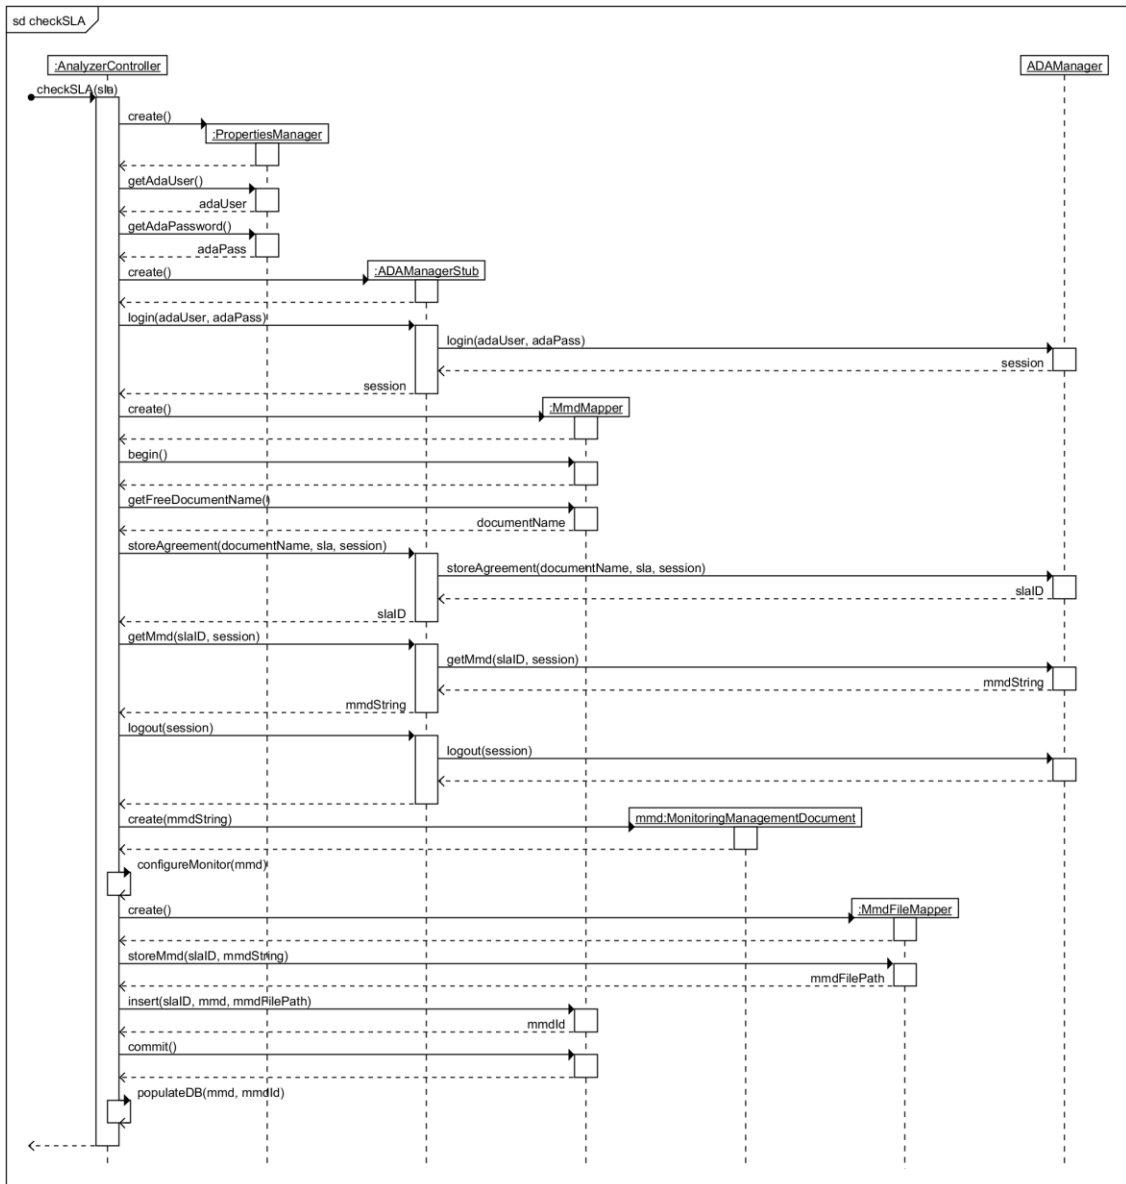 sd checkSLA
:AnalyzerController
ADAManager
checkSLA(sla)
create()
:PropertiesManager
getAdaUser()
adaUser
getAdaPassword()
adaPass
:ADAManagerStub
create()
login(adaUser, adaPass)
login(adaUser, adaPass)
session
session
:MmdMapper
create()
begin()
getFreeDocumentName()
documentName
storeAgreement(documentName, sla, session)
storeAgreement(documentName, sla, session)
slaID
slaID
getMmd(slaID, session)
getMmd(slaID, session)
mmdString
mmdString
logout(session)
logout(session)
create(mmdString)
mmd:MonitoringManagementDocument
configureMonitor(mmd)
create()
:MmdFileMapper
storeMmd(slaID, mmdString)
mmdFilePath
insert(slaID, mmd, mmdFilePath)
mmdId
commit()
populateDB(mmd, mmdId)